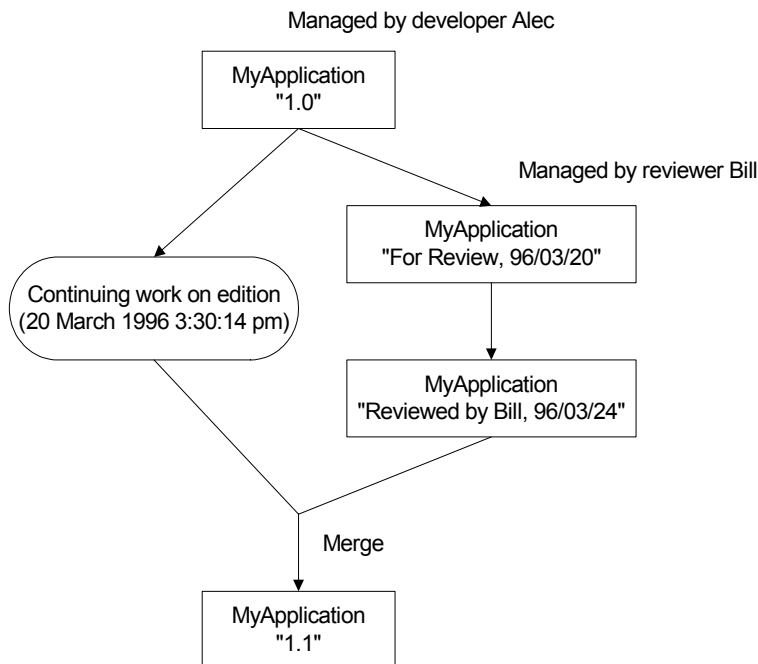 Managed by developer Alec
MyApplication
"1.0"
Managed by reviewer Bill
MyApplication
"For Review, 96/03/20"
Continuing work on edition
(20 March 1996 3:30:14 pm)
MyApplication
"Reviewed by Bill, 96/03/24"
Merge
MyApplication
"1.1"